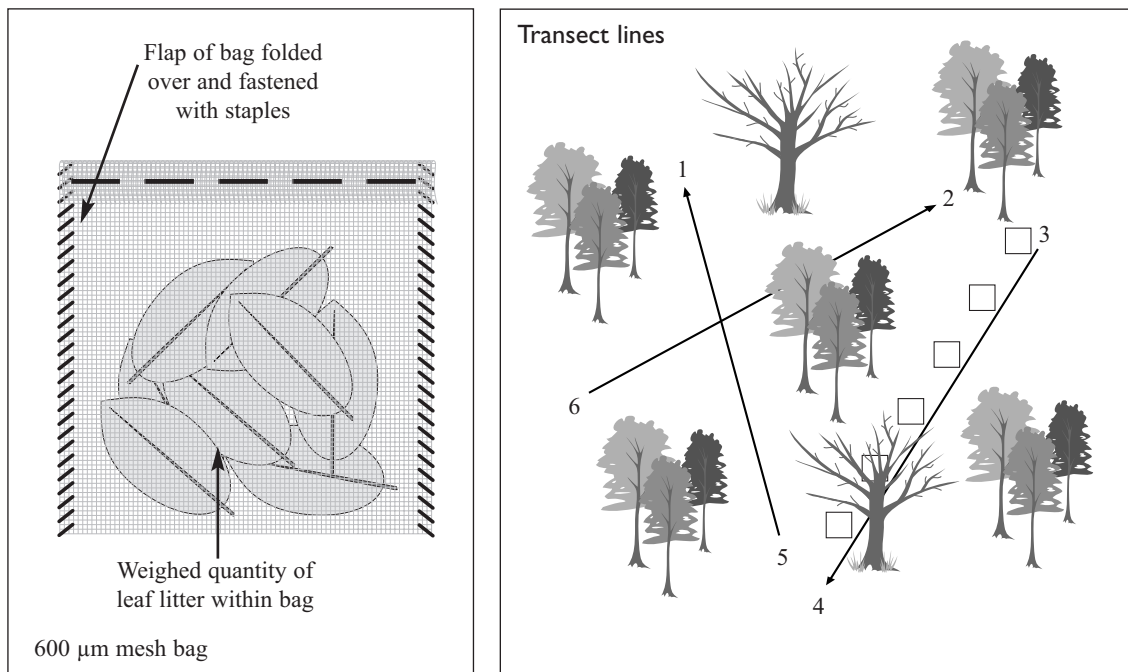 Flap of bag folded
over and fastened
with staples
Weighed quantity of
leaf litter within bag
600 µm mesh bag
Transect lines
1
2
3
6
5
4